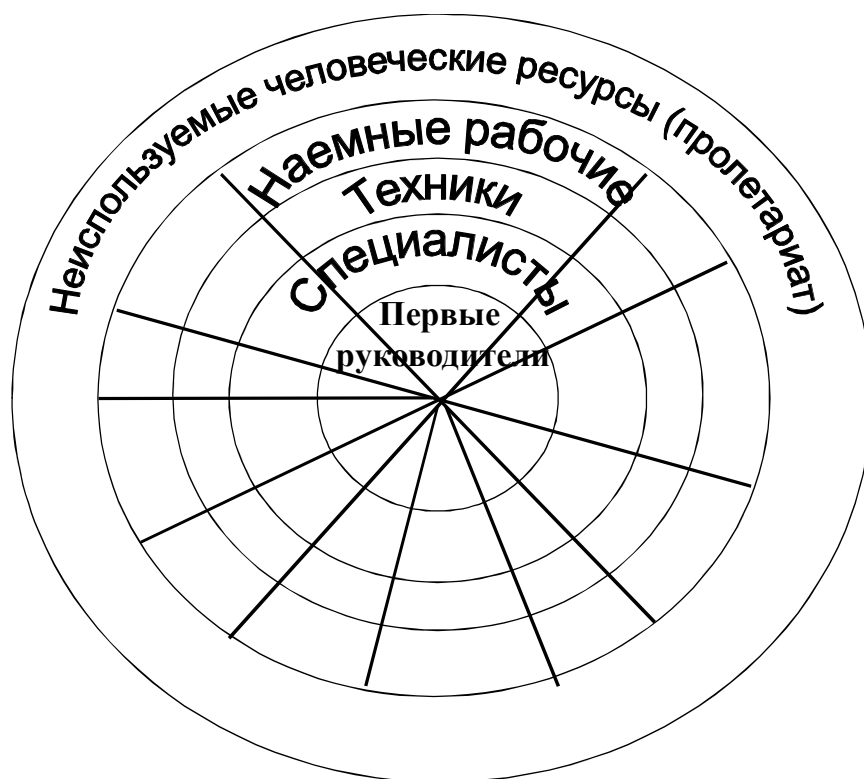 Неиспользуемые человеческие ресурсы (пролетариат)
Наемные рабочие
Техники
Специалисты
Первые
руководители